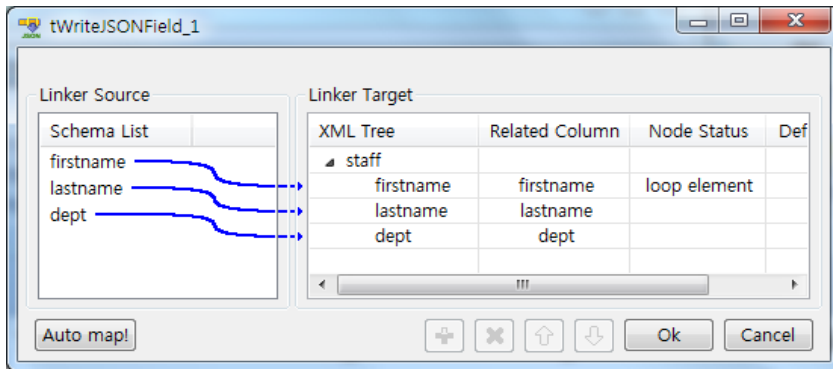 tWriteJSONField_1
Linker Source
Schema List
firstname
lastname
dept
Linker Target
XML Tree Related Column Node Status Def
staff
firstname firstname loop element
lastname lastname
dept dept
Auto map!
Ok
Cancel